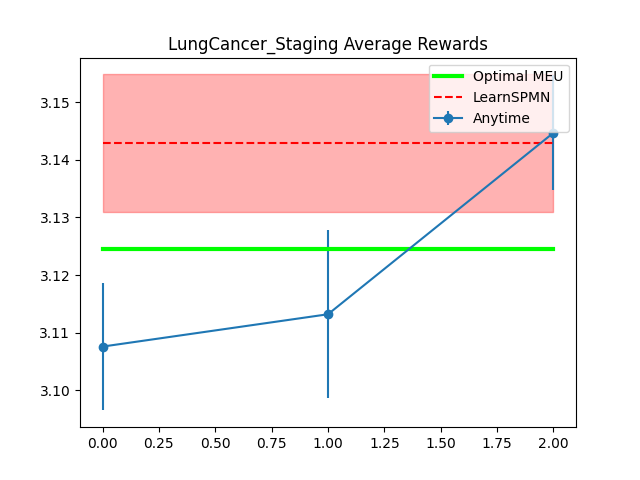 LungCancer_Staging Average Rewards
Optimal MEU
LearnSPMN
Anytime
3.15
3.14
3.13
3.12
3.11
3.10
0.00 0.25 0.50 0.75 1.00 1.25 1.50 1.75 2.00